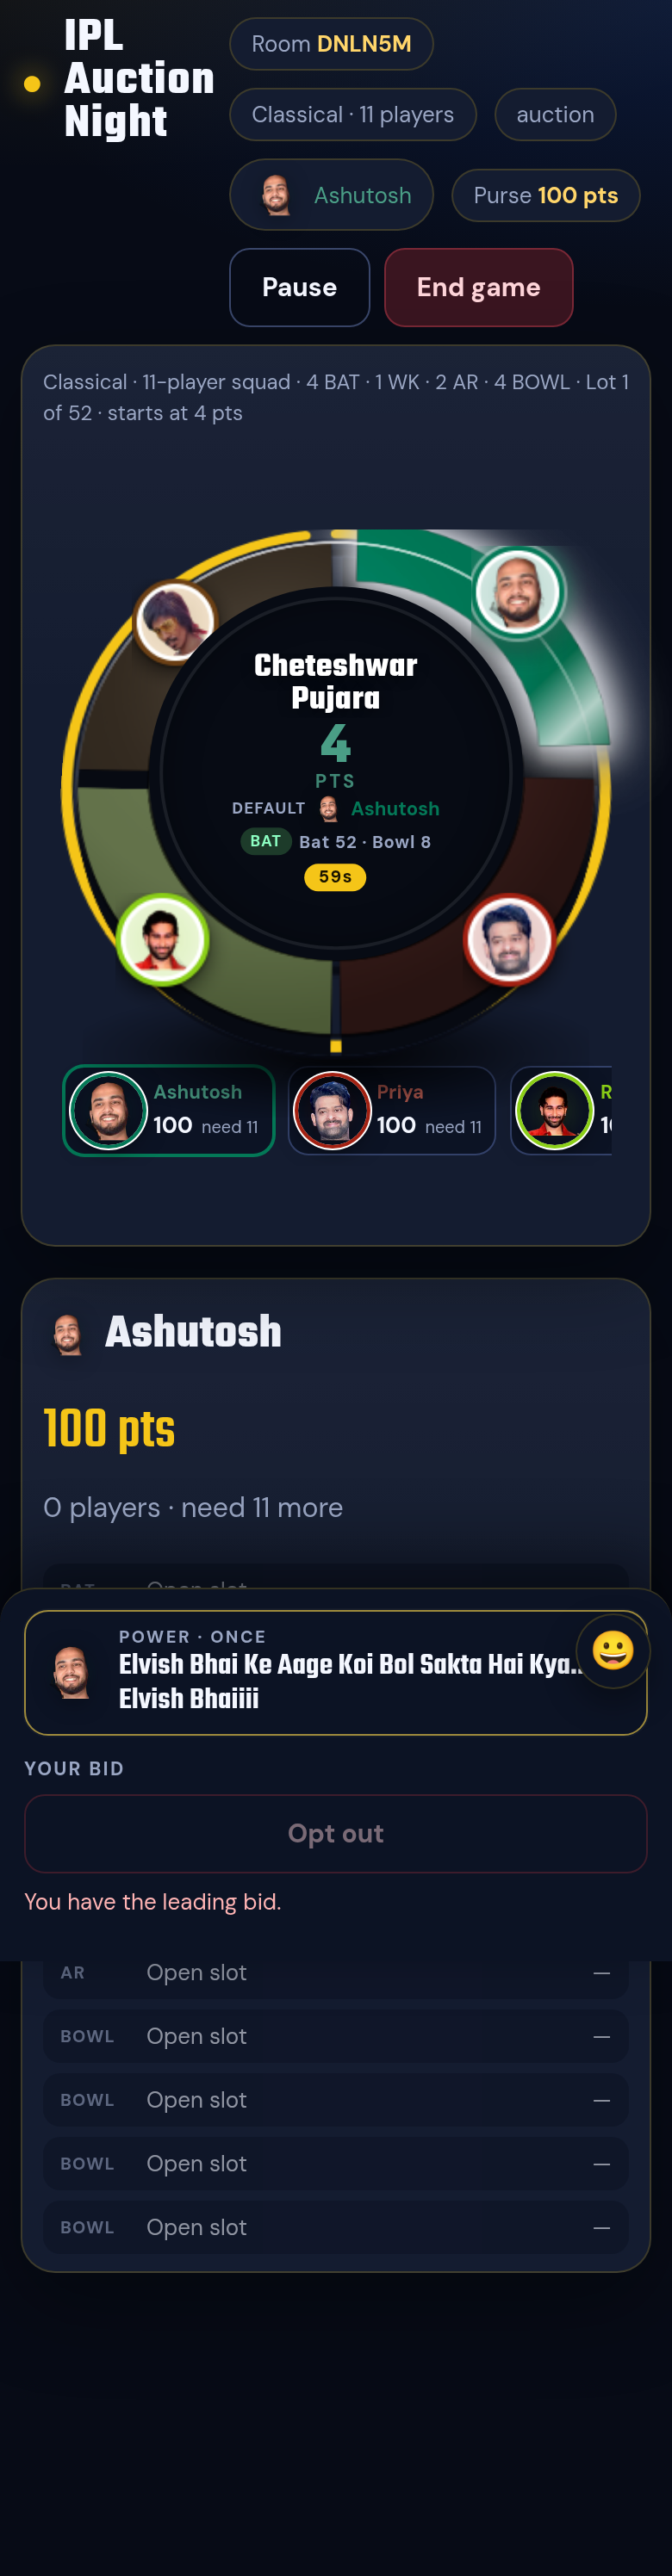 IPL
Auction
Night
Room DNLN5M
Classical · 11 players
auction
Ashutosh
Purse 100 pts
Pause
End game
Classical · 11-player squad · 4 BAT · 1 WK · 2 AR · 4 BOWL · Lot 1
of 52 · starts at 4 pts
Cheteshwar
Pujara
4
PTS
DEFAULT Ashutosh
BAT Bat 52 · Bowl 8
59s
Ashutosh
100 need 11
Priya
100 need 11
Ashutosh
100 pts
0 players · need 11 more
POWER · ONCE
Elvish Bhai Ke Aage Koi Bol Sakta Hai Kya..
Elvish Bhaiiii
YOUR BID
Opt out
You have the leading bid.
AR Open slot —
BOWL Open slot —
BOWL Open slot —
BOWL Open slot —
BOWL Open slot —